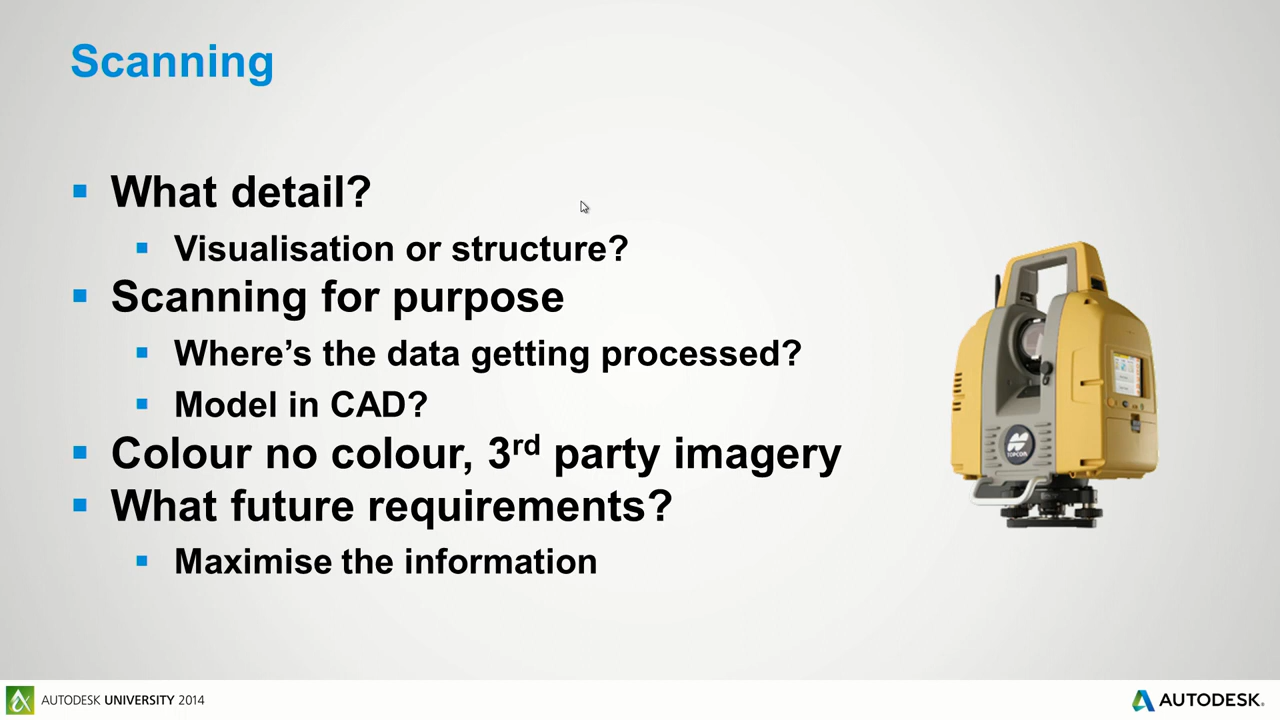 Scanning
What detail?
Visualisation or structure?
Scanning for purpose
Where’s the data getting processed?
Model in CAD?
Colour no colour, 3rd party imagery
What future requirements?
Maximise the information
TOPCON
AUTODESK UNIVERSITY 2014
AUTODESK.